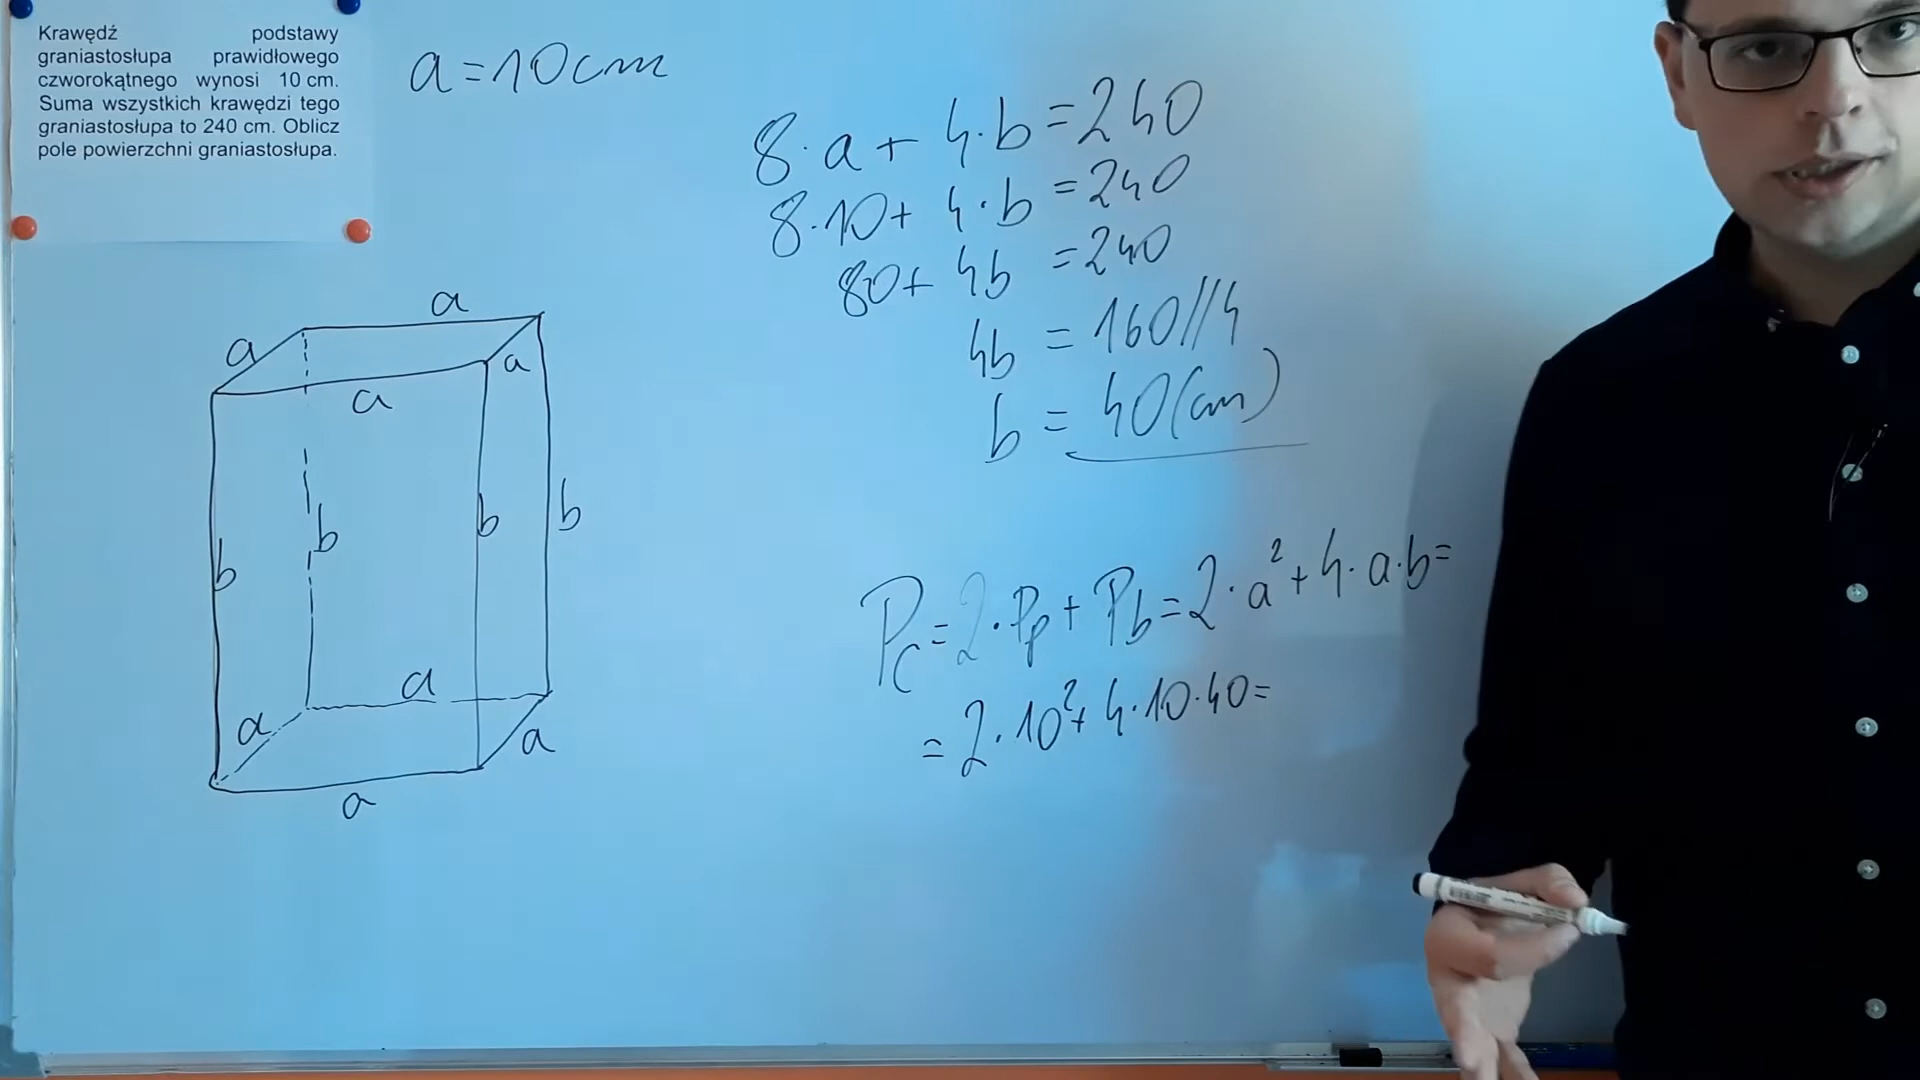 Krawędź podstawy
graniastosłupa prawidłowego
czworokątnego wynosi 10 cm.
Suma wszystkich krawędzi tego
graniastosłupa to 240 cm. Oblicz
pole powierzchni graniastosłupa.
a=10cm
8·a+4·b=240
8·10+4·b=240
80+4b=240
4b=160//4
b=40(cm)
a
a
a
a
b
b
b
b
a
a
a
a
Pc=2·Pp+Pb=2·a²+4·a·b=
=2·10²+4·10·40=